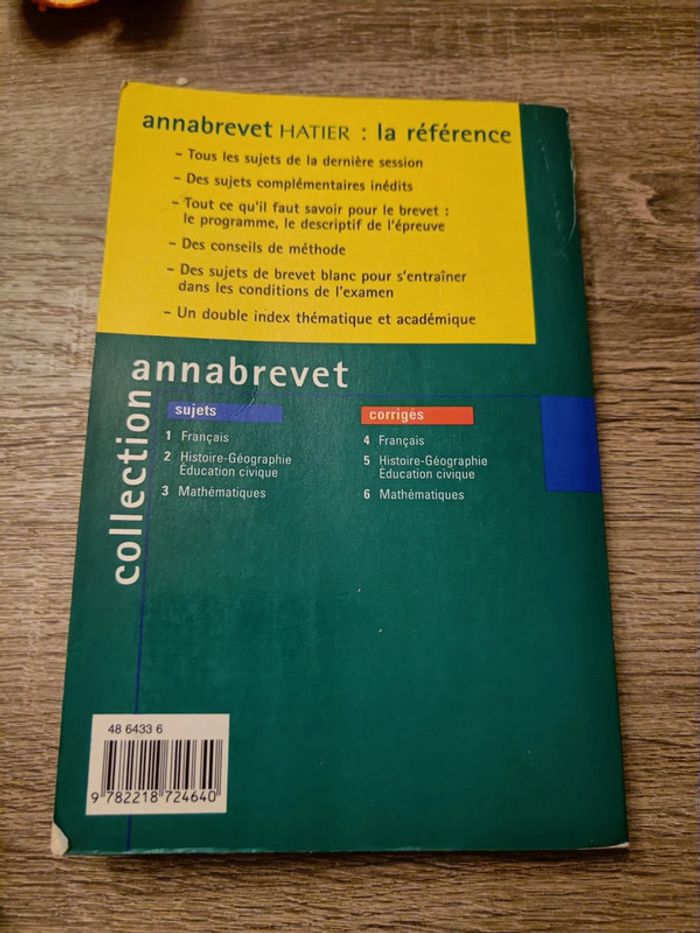 annabrevet HATIER : la référence
– Tous les sujets de la dernière session
– Des sujets complémentaires inédits
– Tout ce qu'il faut savoir pour le brevet :
le programme, le descriptif de l'épreuve
– Des conseils de méthode
– Des sujets de brevet blanc pour s'entraîner
dans les conditions de l'examen
– Un double index thématique et académique
collection
annabrevet
sujets
1 Français
2 Histoire-Géographie
Éducation civique
3 Mathématiques
corrigés
4 Français
5 Histoire-Géographie
Éducation civique
6 Mathématiques
48 6433 6
9 782218 724640